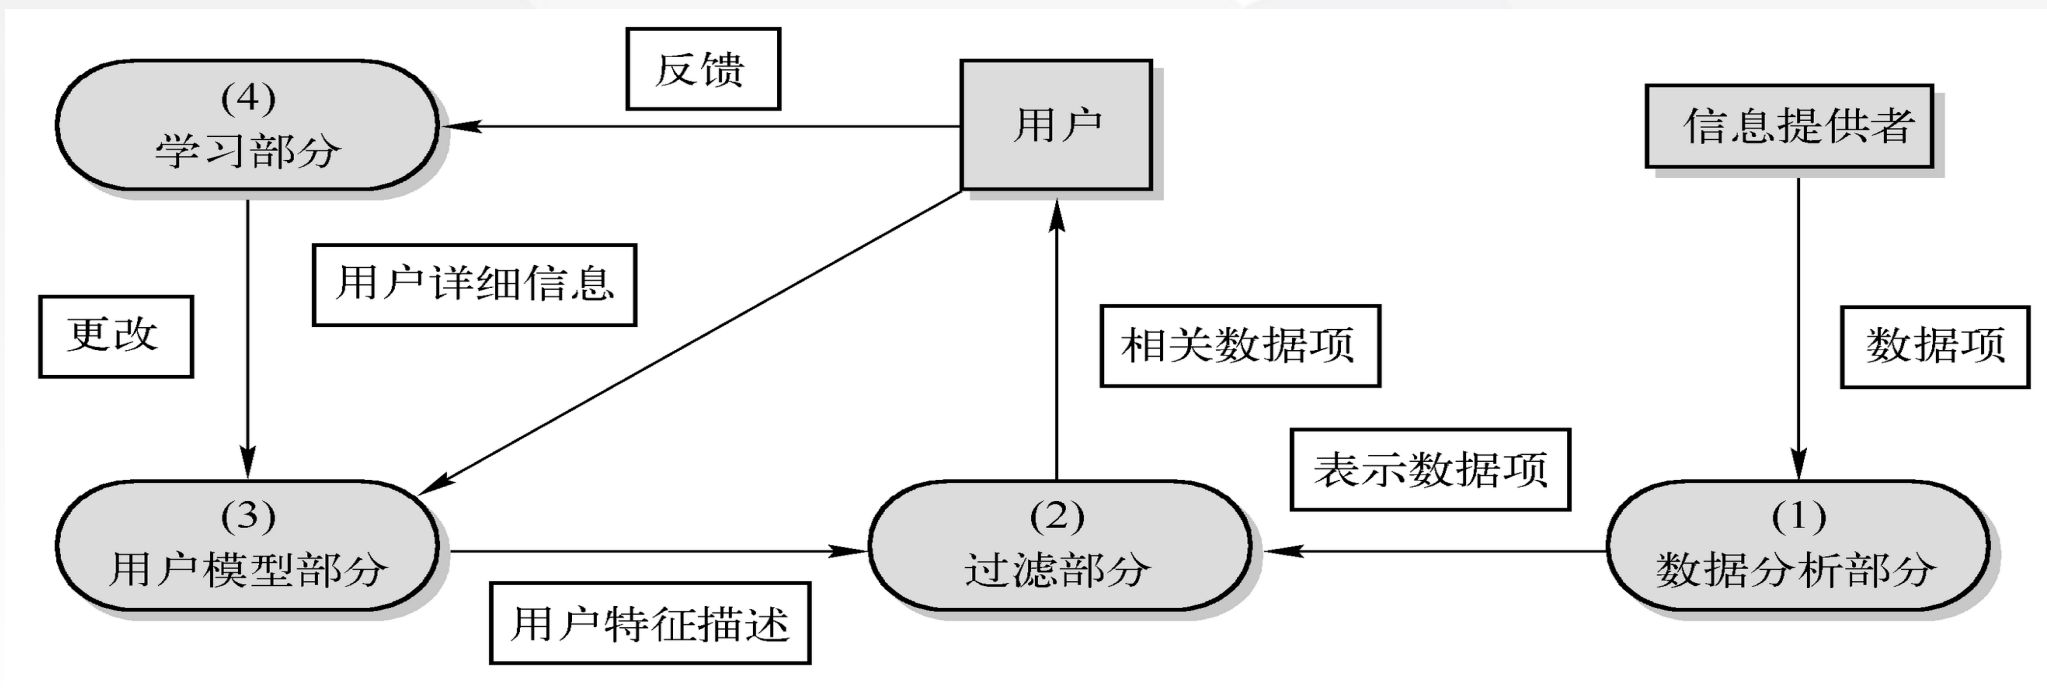 反馈
(4)
学习部分
用户
信息提供者
用户详细信息
更改
相关数据项
数据项
表示数据项
(3)
用户模型部分
(2)
过滤部分
(1)
数据分析部分
用户特征描述